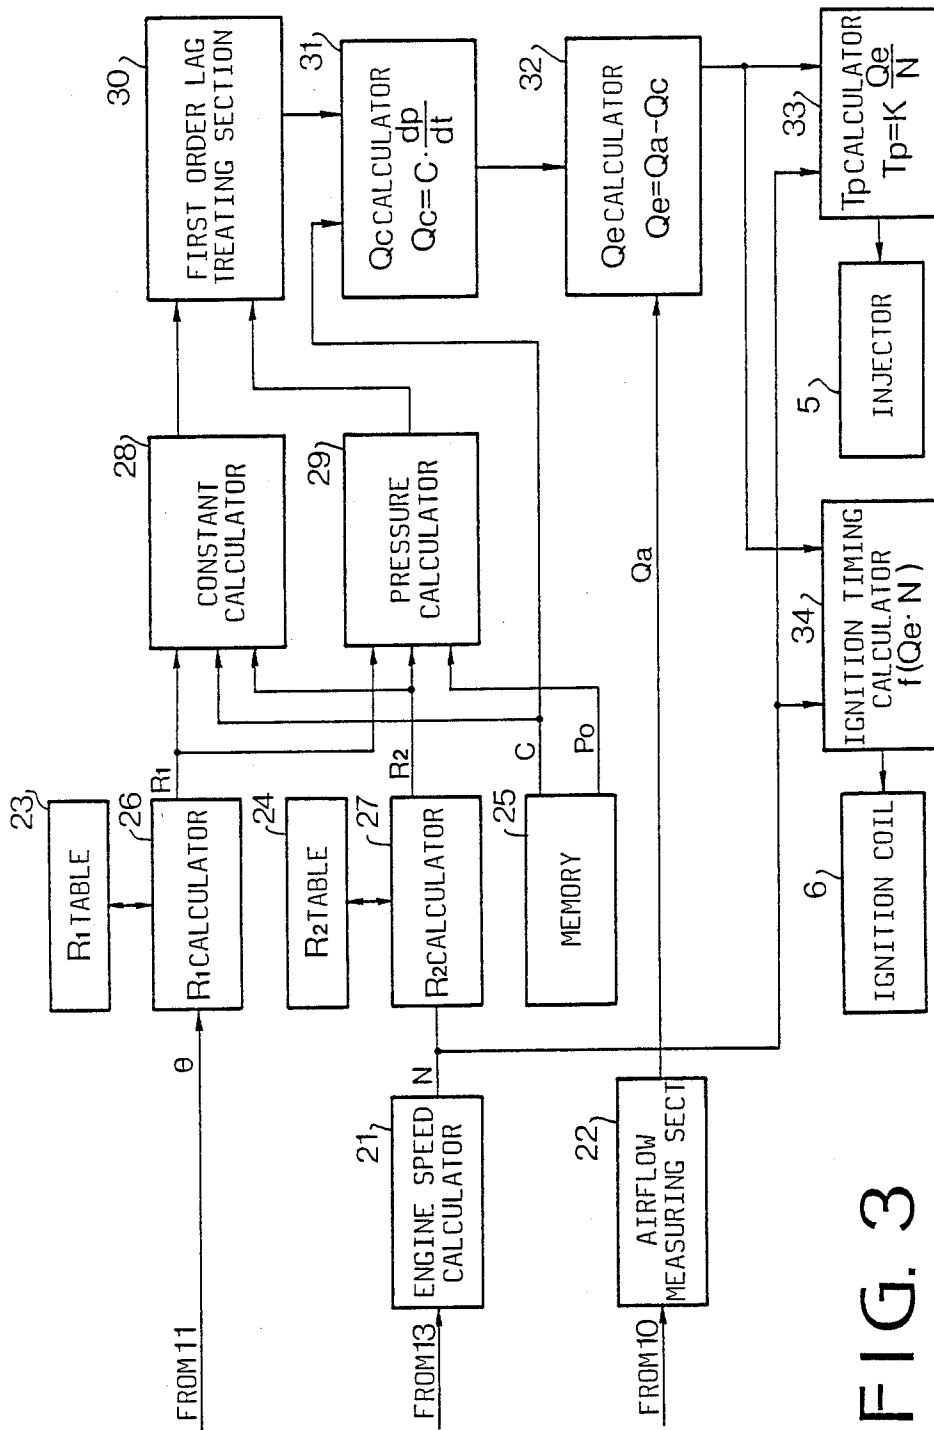 FROM 11
θ
23
R1 TABLE
26
R1 CALCULATOR
R1
28
CONSTANT
CALCULATOR
30
FIRST ORDER LAG
TREATING SECTION
24
R2 TABLE
FROM 13
21
ENGINE SPEED
CALCULATOR
N
27
R2 CALCULATOR
R2
29
PRESSURE
CALCULATOR
31
Qc CALCULATOR
Qc=C·dp/dt
25
MEMORY
C
Po
FROM 10
22
AIRFLOW
MEASURING SECT
Qa
32
Qe CALCULATOR
Qe=Qa-Qc
6
IGNITION COIL
34
IGNITION TIMING
CALCULATOR
f(Qe·N)
5
INJECTOR
33
Tp CALCULATOR
Tp=K Qe/N
FIG. 3